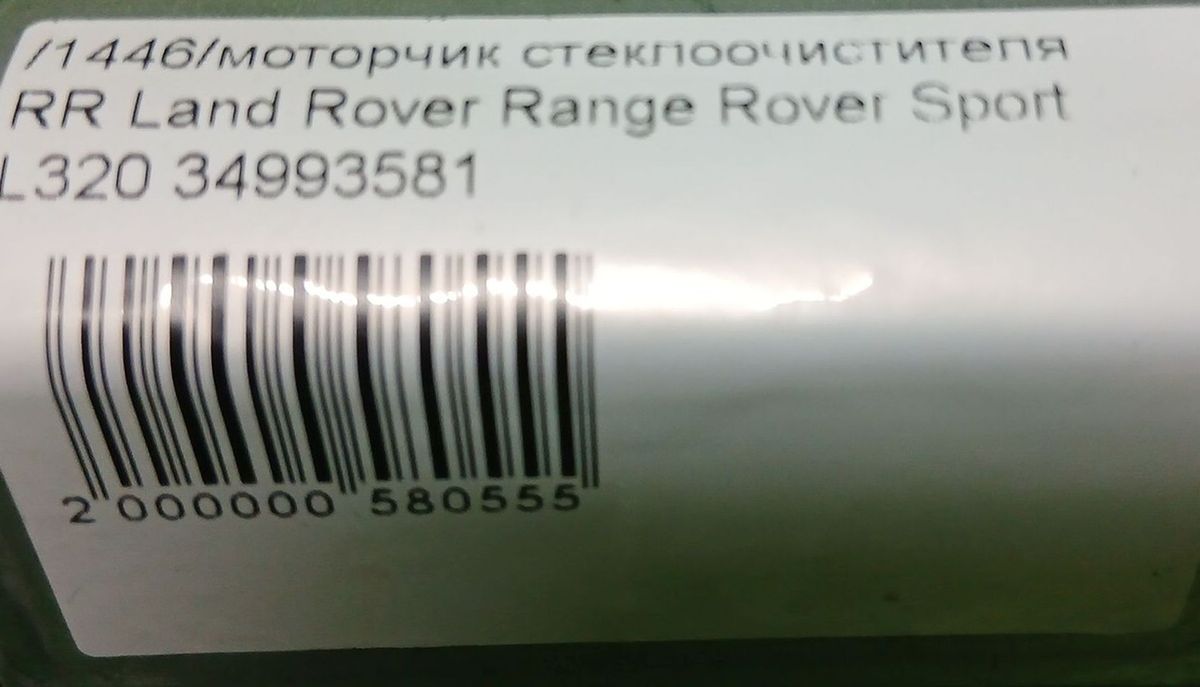 /1446/моторчик стеклоочистителя
RR Land Rover Range Rover Sport
L320 34993581
2 000000 580555